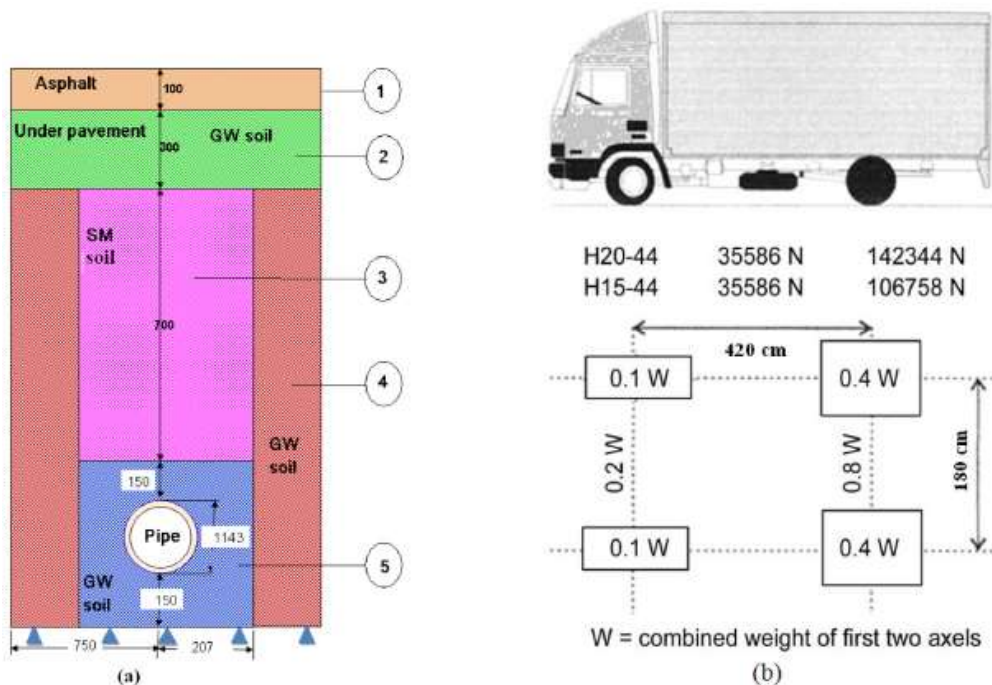 Asphalt
100
1
Under pavement
GW soil
300
2
SM
soil
3
700
4
GW
soil
150
Pipe
1143
5
GW
soil
150
750
207
(a)
H20-44 35586 N 142344 N
H15-44 35586 N 106758 N
420 cm
0.1 W
0.4 W
0.2 W
0.8 W
180 cm
0.1 W
0.4 W
W = combined weight of first two axels
(b)